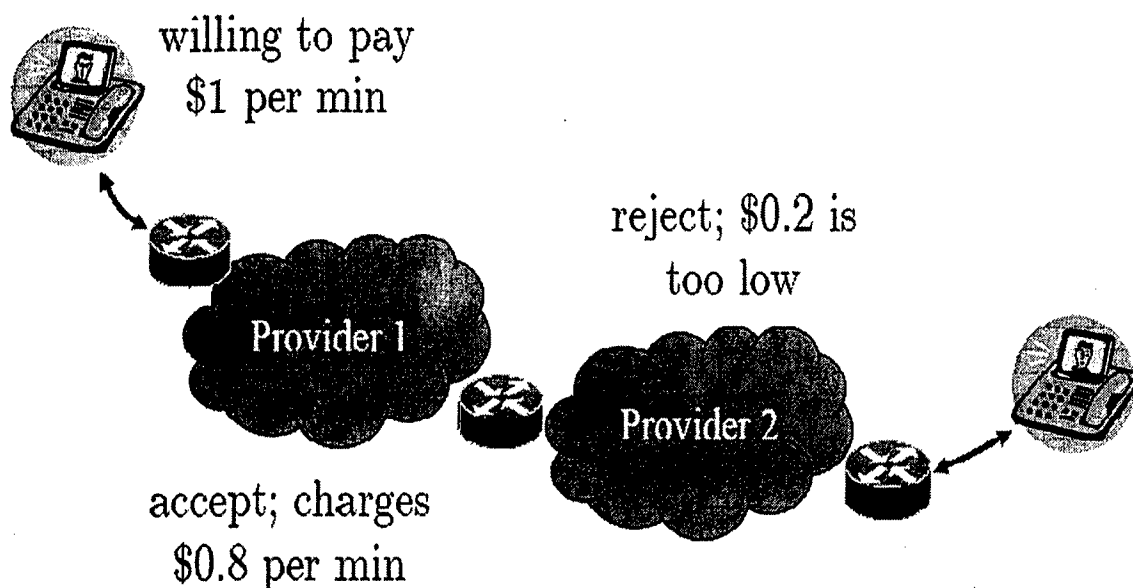 willing to pay
$1 per min
reject; $0.2 is
too low
Provider 1
Provider 2
accept; charges
$0.8 per min